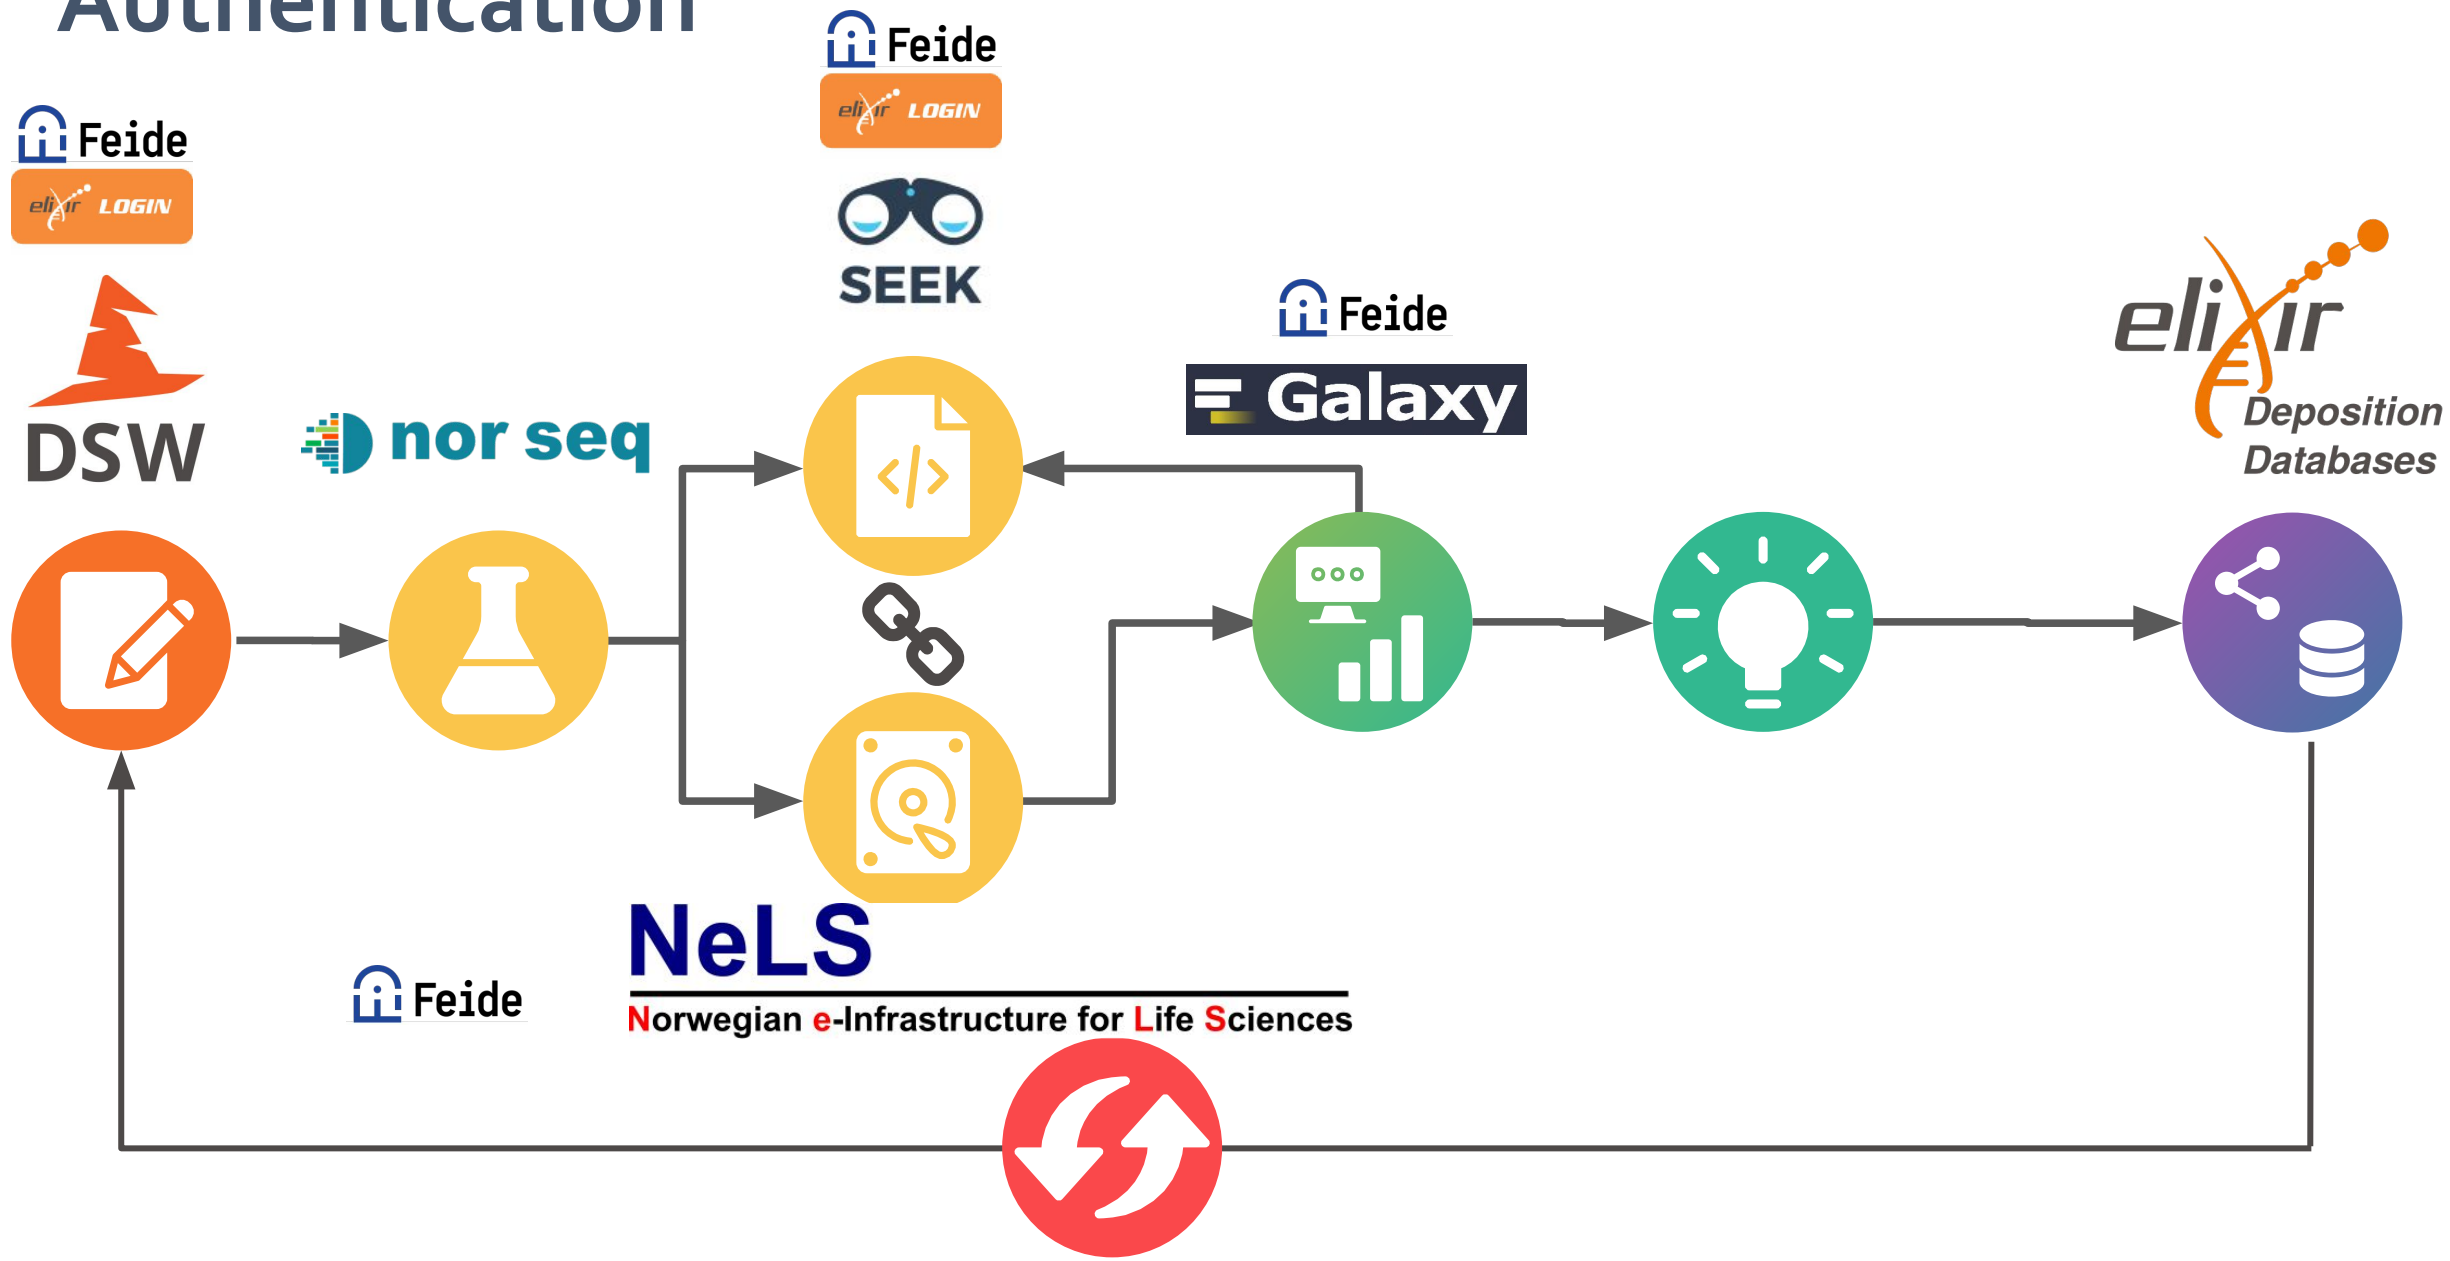 Authentication
Feide
elixir LOGIN
Feide
elixir LOGIN
SEEK
DSW
nor seq
Feide
Galaxy
elixir
Deposition
Databases
Feide
NeLS
Norwegian e-Infrastructure for Life Sciences